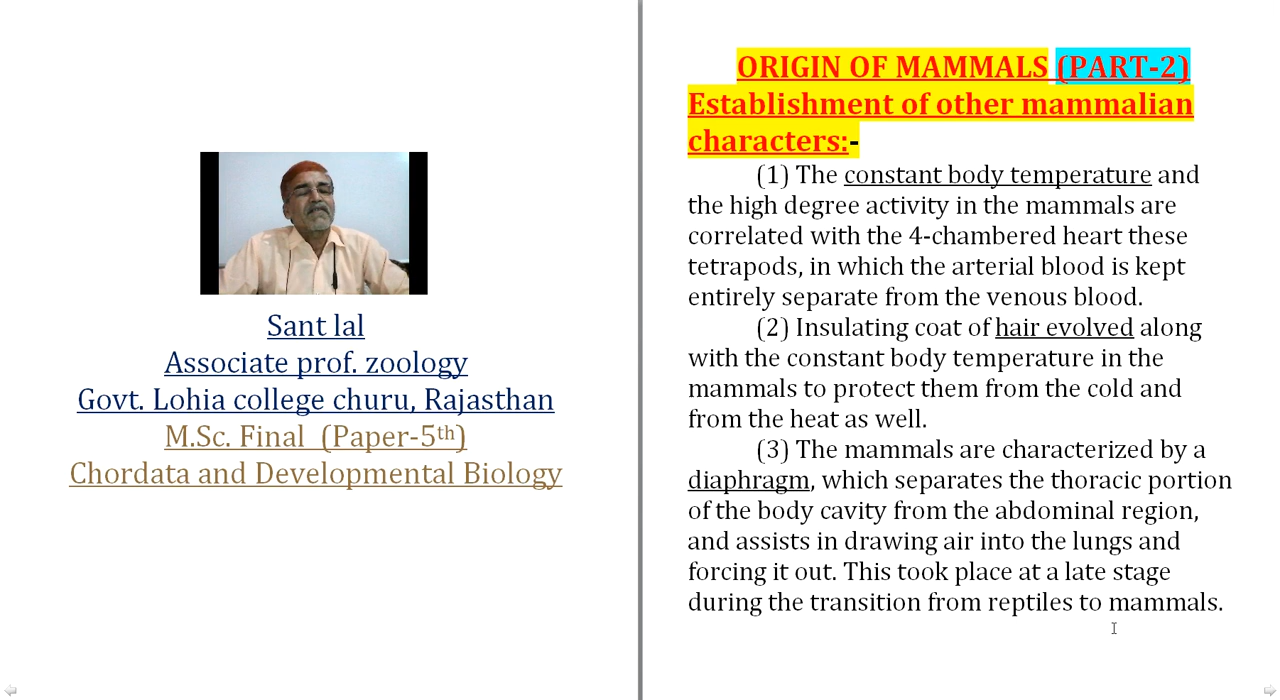 Sant lal
Associate prof. zoology
Govt. Lohia college churu, Rajasthan
M.Sc. Final (Paper-5th)
Chordata and Developmental Biology
ORIGIN OF MAMMALS (PART-2)
Establishment of other mammalian
characters:-
(1) The constant body temperature and
the high degree activity in the mammals are
correlated with the 4-chambered heart these
tetrapods, in which the arterial blood is kept
entirely separate from the venous blood.
(2) Insulating coat of hair evolved along
with the constant body temperature in the
mammals to protect them from the cold and
from the heat as well.
(3) The mammals are characterized by a
diaphragm, which separates the thoracic portion
of the body cavity from the abdominal region,
and assists in drawing air into the lungs and
forcing it out. This took place at a late stage
during the transition from reptiles to mammals.